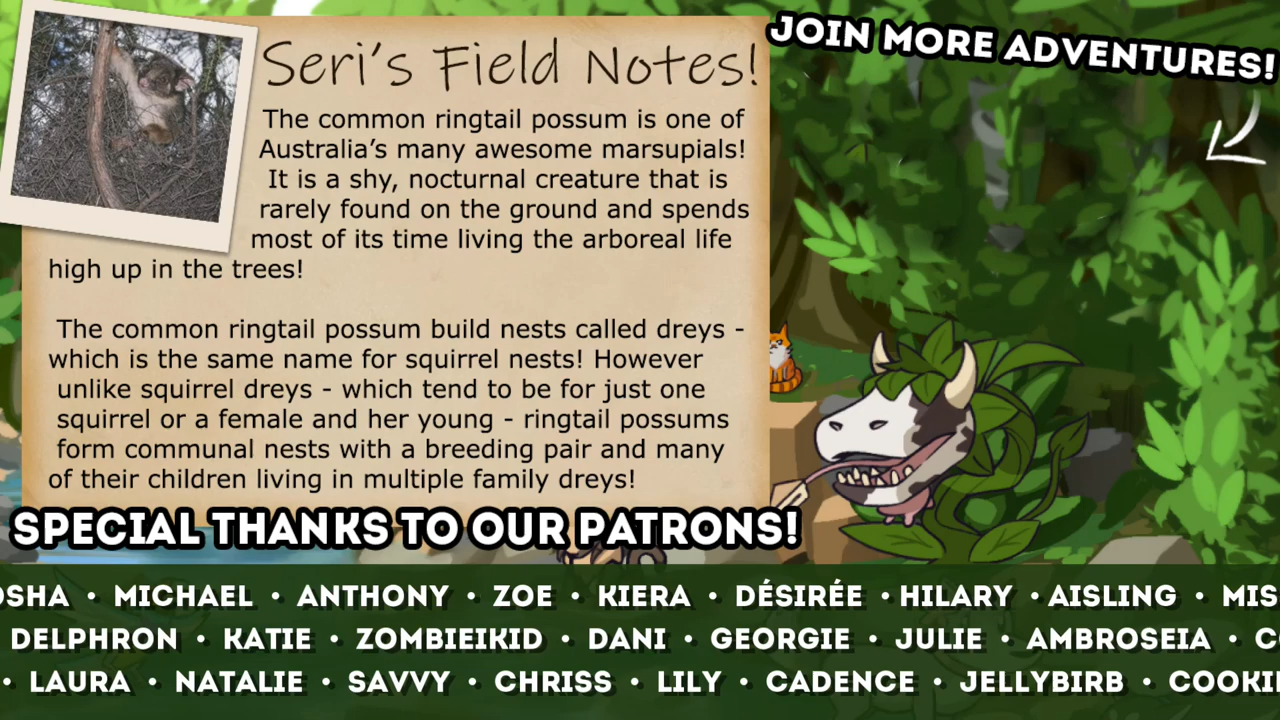 Seri's Field Notes!
JOIN MORE ADVENTURES!
The common ringtail possum is one of
Australia's many awesome marsupials!
It is a shy, nocturnal creature that is
rarely found on the ground and spends
most of its time living the arboreal life
high up in the trees!
The common ringtail possum build nests called dreys -
which is the same name for squirrel nests! However
unlike squirrel dreys - which tend to be for just one
squirrel or a female and her young - ringtail possums
form communal nests with a breeding pair and many
of their children living in multiple family dreys!
SPECIAL THANKS TO OUR PATRONS!
OSHA • MICHAEL • ANTHONY • ZOE • KIERA • DÉSIRÉE • HILARY • AISLING • MIS
DELPHRON • KATIE • ZOMBIEIKID • DANI • GEORGIE • JULIE • AMBROSEIA • CO
• LAURA • NATALIE • SAVVY • CHRISS • LILY • CADENCE • JELLYBIRB • COOKI